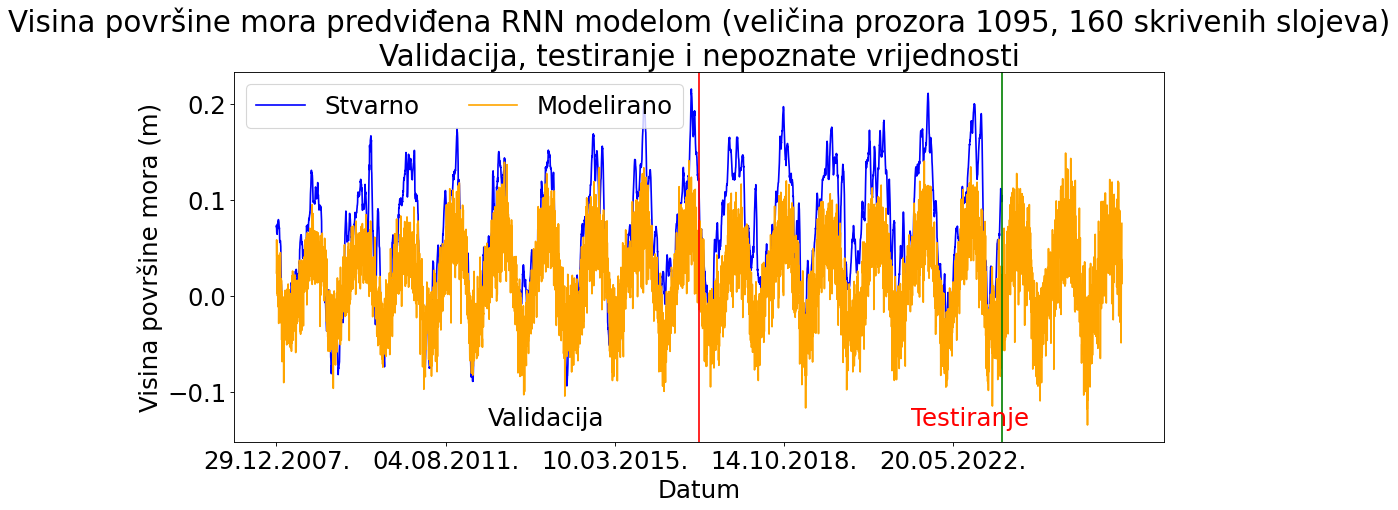 Visina površine mora predviđena RNN modelom (veličina prozora 1095, 160 skrivenih slojeva)
Validacija, testiranje i nepoznate vrijednosti
Stvarno Modelirano
Visina površine mora (m)
0.2
0.1
0.0
−0.1
Validacija
Testiranje
29.12.2007. 04.08.2011. 10.03.2015. 14.10.2018. 20.05.2022.
Datum